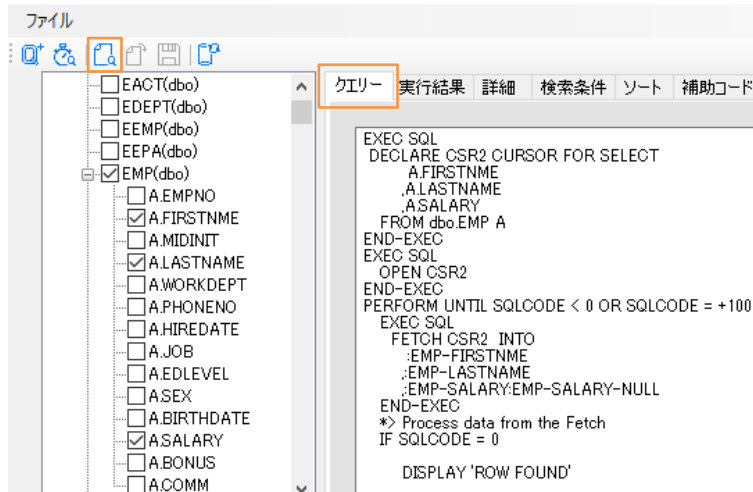 ファイル
EACT(dbo)
EDEPT(dbo)
EEMP(dbo)
EEPA(dbo)
EMP(dbo)
A.EMPNO
A.FIRSTNME
A.MIDINIT
A.LASTNAME
A.WORKDEPT
A.PHONENO
A.HIREDATE
A.JOB
A.EDLEVEL
A.SEX
A.BIRTHDATE
A.SALARY
A.BONUS
A.COMM
クエリー 実行結果 詳細 検索条件 ソート 補助コード
EXEC SQL
DECLARE CSR2 CURSOR FOR SELECT
A.FIRSTNME
,A.LASTNAME
,A.SALARY
FROM dbo.EMP A
END-EXEC
EXEC SQL
OPEN CSR2
END-EXEC
PERFORM UNTIL SQLCODE < 0 OR SQLCODE = +100
EXEC SQL
FETCH CSR2 INTO
:EMP-FIRSTNME
,:EMP-LASTNAME
,:EMP-SALARY:EMP-SALARY-NULL
END-EXEC
*> Process data from the Fetch
IF SQLCODE = 0
DISPLAY 'ROW FOUND'